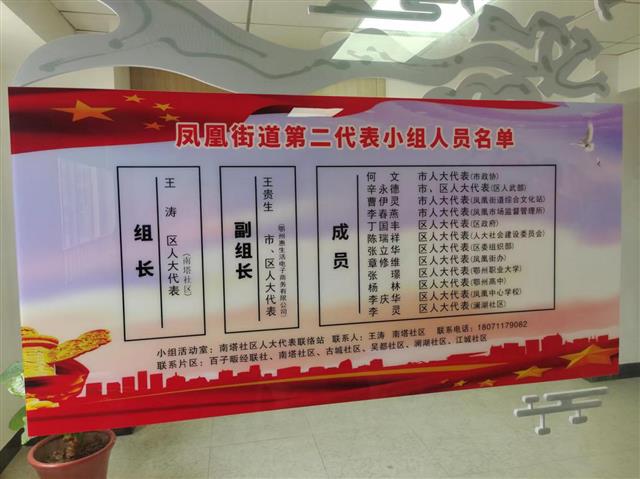 凤凰街道第二代表小组人员名单
组长
王涛 区人大代表
(南塔社区)
副组长
王贵生 市、区人大代表
(鄂州惠生活电子商务有限公司)
成员
何文 市人大代表(市政协)
辛永德 市、区人大代表(区人武部)
曹伊灵 市人大代表(凤凰街道综合文化站)
李春燕 市人大代表(凤凰市场监督管理所)
丁国丰 区人大代表(区政府)
陈瑞祥 区人大代表(人大社会建设委员会)
张立华 区人大代表(区委组织部)
章修维 区人大代表(凤凰街办)
张璟 区人大代表(鄂州职业大学)
杨林 区人大代表(鄂州高中)
李庆华 区人大代表(凤凰中心学校)
李灵 区人大代表(澜湖社区)
小组活动室：南塔社区人大代表联络站 联系人：王涛 南塔社区 联系电话：18071179062
联系片区：百子畈经联社、南塔社区、古城社区、吴都社区、澜湖社区、江城社区